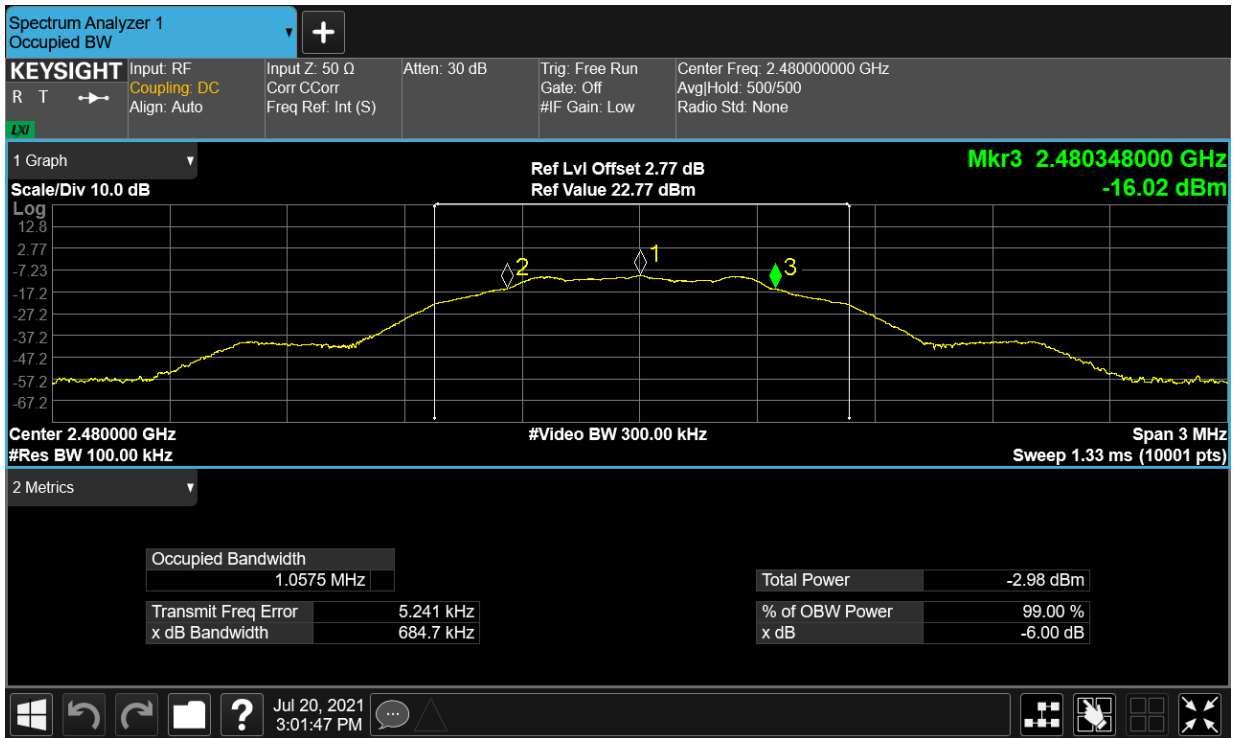 Spectrum Analyzer 1
Occupied BW
KEYSIGHT
R T
LXI
Input: RF
Coupling: DC
Align: Auto
Input Z: 50 Ω
Corr CCorr
Freq Ref: Int (S)
Atten: 30 dB
Trig: Free Run
Gate: Off
#IF Gain: Low
Center Freq: 2.480000000 GHz
Avg|Hold: 500/500
Radio Std: None
1 Graph
Scale/Div 10.0 dB
Ref Lvl Offset 2.77 dB
Ref Value 22.77 dBm
Mkr3 2.480348000 GHz
-16.02 dBm
Log
12.8
2.77
-7.23
-17.2
-27.2
-37.2
-47.2
-57.2
-67.2
2
1
3
Center 2.480000 GHz
#Res BW 100.00 kHz
#Video BW 300.00 kHz
Span 3 MHz
Sweep 1.33 ms (10001 pts)
2 Metrics
Occupied Bandwidth
1.0575 MHz
Transmit Freq Error 5.241 kHz
x dB Bandwidth 684.7 kHz
Total Power -2.98 dBm
% of OBW Power 99.00 %
x dB -6.00 dB
?
Jul 20, 2021
3:01:47 PM